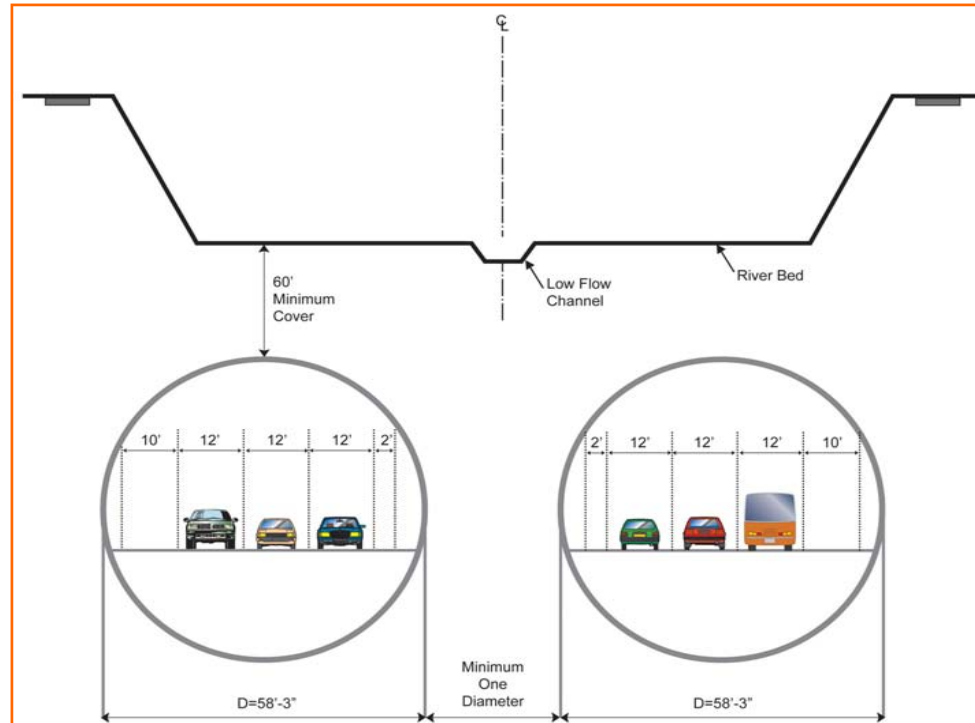 ℄
60'
Minimum
Cover
Low Flow
Channel
River Bed
10' 12' 12' 12' 2'
2' 12' 12' 12' 10'
Minimum
One
Diameter
D=58'-3"
D=58'-3"